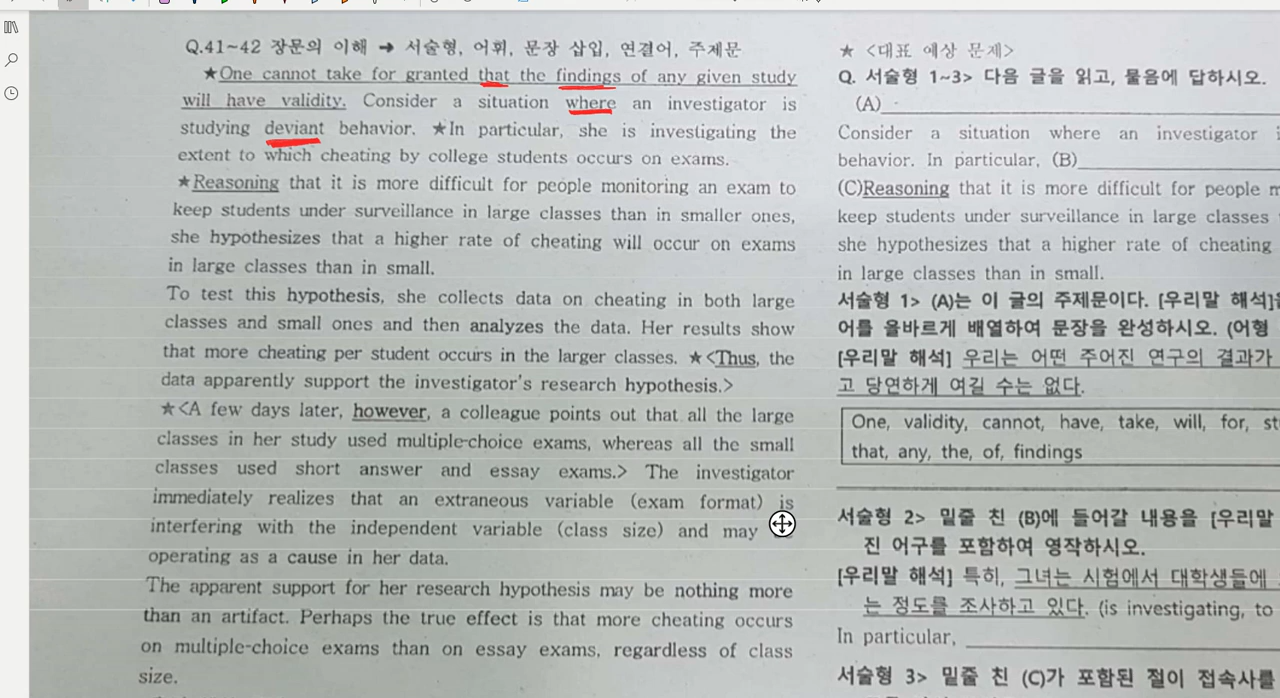 Q.41~42 장문의 이해 → 서술형, 어휘, 문장 삽입, 연결어, 주제문
★One cannot take for granted that the findings of any given study
will have validity. Consider a situation where an investigator is
studying deviant behavior. ★In particular, she is investigating the
extent to which cheating by college students occurs on exams.
★Reasoning that it is more difficult for people monitoring an exam to
keep students under surveillance in large classes than in smaller ones,
she hypothesizes that a higher rate of cheating will occur on exams
in large classes than in small.
To test this hypothesis, she collects data on cheating in both large
classes and small ones and then analyzes the data. Her results show
that more cheating per student occurs in the larger classes. ★<Thus, the
data apparently support the investigator's research hypothesis.>
★<A few days later, however, a colleague points out that all the large
classes in her study used multiple-choice exams, whereas all the small
classes used short answer and essay exams.> The investigator
immediately realizes that an extraneous variable (exam format) is
interfering with the independent variable (class size) and may
operating as a cause in her data.
The apparent support for her research hypothesis may be nothing more
than an artifact. Perhaps the true effect is that more cheating occurs
on multiple-choice exams than on essay exams, regardless of class
size.
★ <대표 예상 문제>
Q. 서술형 1~3> 다음 글을 읽고, 물음에 답하시오.
(A)
Consider a situation where an investigator
behavior. In particular, (B)
(C)Reasoning that it is more difficult for people
keep students under surveillance in large classes
she hypothesizes that a higher rate of cheating
in large classes than in small.
서술형 1> (A)는 이 글의 주제문이다. [우리말 해석]
어를 올바르게 배열하여 문장을 완성하시오. (어형
[우리말 해석] 우리는 어떤 주어진 연구의 결과가
고 당연하게 여길 수는 없다.
One, validity, cannot, have, take, will, for, st
that, any, the, of, findings
서술형 2> 밑줄 친 (B)에 들어갈 내용을 [우리말
진 어구를 포함하여 영작하시오.
[우리말 해석] 특히, 그녀는 시험에서 대학생들에
는 정도를 조사하고 있다. (is investigating, to
In particular,
서술형 3> 밑줄 친 (C)가 포함된 절이 접속사를